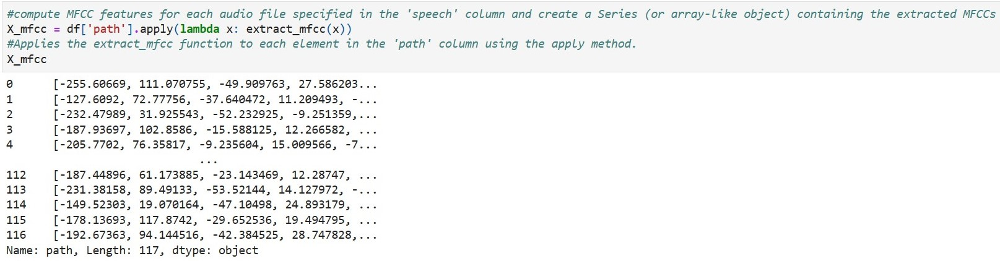 #compute MFCC features for each audio file specified in the 'speech' column and create a Series (or array-like object) containing the extracted MFCCs
X_mfcc = df['path'].apply(lambda x: extract_mfcc(x))
#Applies the extract_mfcc function to each element in the 'path' column using the apply method.
X_mfcc
0 [-255.60669, 111.070755, -49.909763, 27.586203...
1 [-127.6092, 72.77756, -37.640472, 11.209493, -...
2 [-232.47989, 31.925543, -52.232925, -9.251359,...
3 [-187.93697, 102.8586, -15.588125, 12.266582, ...
4 [-205.7702, 76.35817, -9.235604, 15.009566, -7...
...
112 [-187.44896, 61.173885, -23.143469, 12.28747, ...
113 [-231.38158, 89.49133, -53.52144, 14.127972, -...
114 [-149.52303, 19.070164, -47.10498, 24.893179, ...
115 [-178.13693, 117.8742, -29.652536, 19.494795, ...
116 [-192.67363, 94.144516, -42.384525, 28.747828,...
Name: path, Length: 117, dtype: object